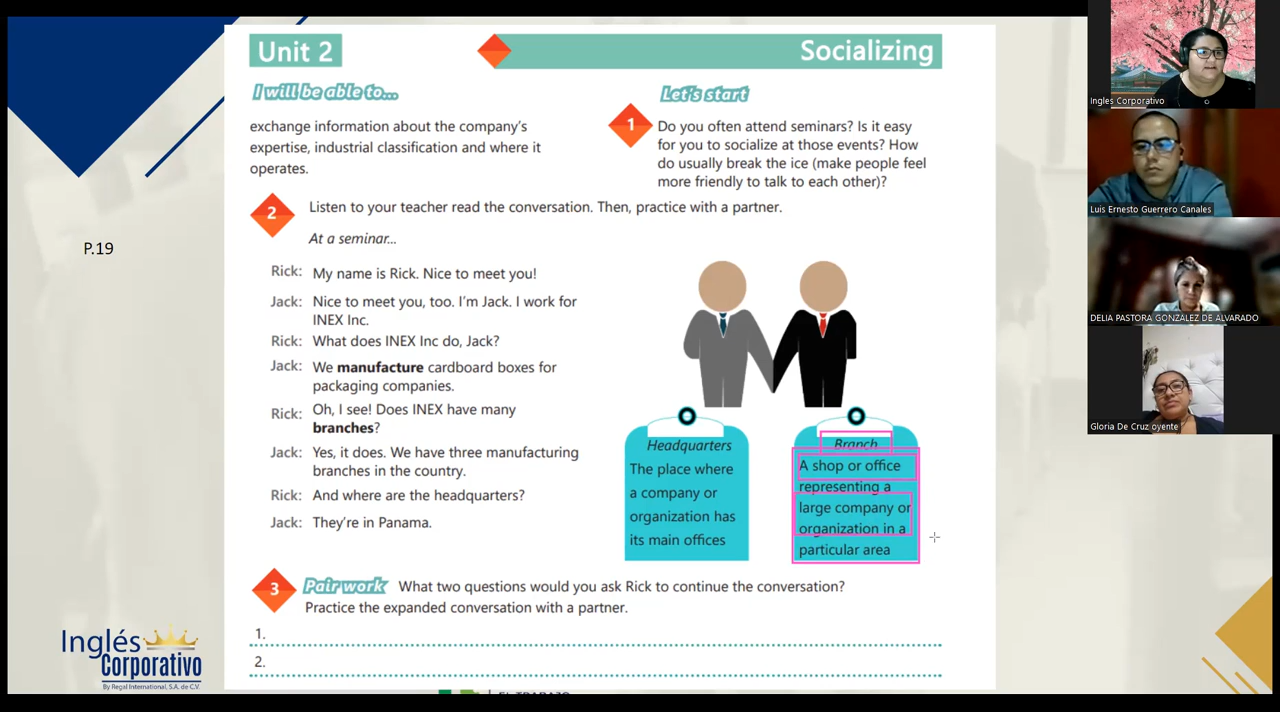 Unit 2
Socializing
I will be able to...
exchange information about the company's
expertise, industrial classification and where it
operates.
Let's start
1
Do you often attend seminars? Is it easy
for you to socialize at those events? How
do usually break the ice (make people feel
more friendly to talk to each other)?
2
Listen to your teacher read the conversation. Then, practice with a partner.
At a seminar...
P.19
Rick: My name is Rick. Nice to meet you!
Jack: Nice to meet you, too. I'm Jack. I work for
INEX Inc.
Rick: What does INEX Inc do, Jack?
Jack: We manufacture cardboard boxes for
packaging companies.
Rick: Oh, I see! Does INEX have many
branches?
Jack: Yes, it does. We have three manufacturing
branches in the country.
Rick: And where are the headquarters?
Jack: They're in Panama.
Headquarters
The place where
a company or
organization has
its main offices
Branch
A shop or office
representing a
large company or
organization in a
particular area
3
Pair work What two questions would you ask Rick to continue the conversation?
Practice the expanded conversation with a partner.
1.
2.
Inglés
Corporativo
By Regal International, S.A. de C.V.
EL TRABAJO
Ingles Corporativo
Luis Ernesto Guerrero Canales
DELIA PASTORA GONZALEZ DE ALVARADO
Gloria De Cruz oyente